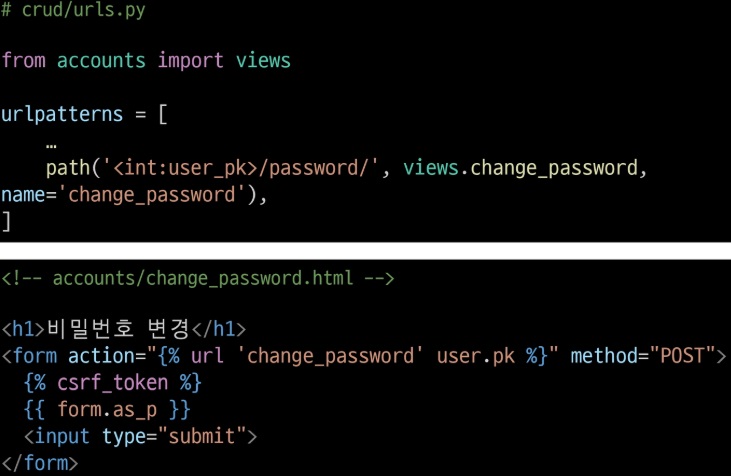 # crud/urls.py
from accounts import views
urlpatterns = [
    …
    path('<int:user_pk>/password/', views.change_password,
name='change_password'),
]
<!-- accounts/change_password.html -->
<h1>비밀번호 변경</h1>
<form action="{% url 'change_password' user.pk %}" method="POST">
  {% csrf_token %}
  {{ form.as_p }}
  <input type="submit">
</form>